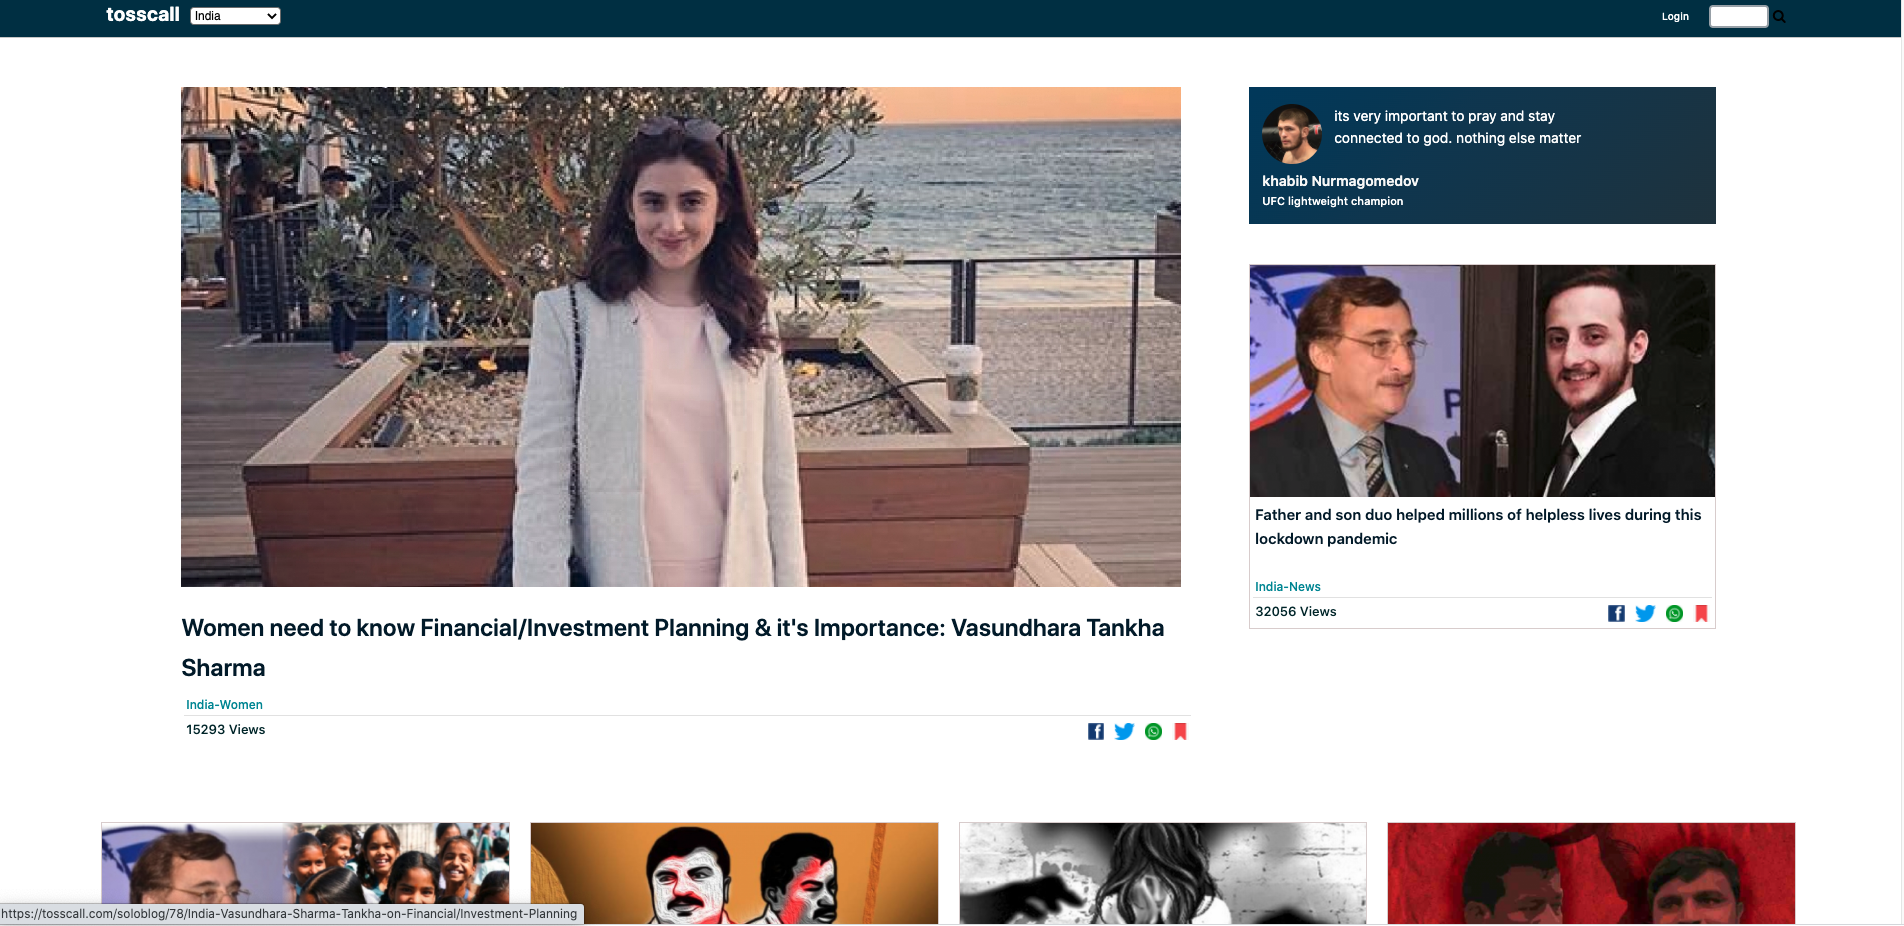 tosscall
India
Login
its very important to pray and stay
connected to god. nothing else matter
khabib Nurmagomedov
UFC lightweight champion
Father and son duo helped millions of helpless lives during this
lockdown pandemic
India-News
32056 Views
Women need to know Financial/Investment Planning & it's Importance: Vasundhara Tankha
Sharma
India-Women
15293 Views
https://tosscall.com/soloblog/78/India-Vasundhara-Sharma-Tankha-on-Financial/Investment-Planning